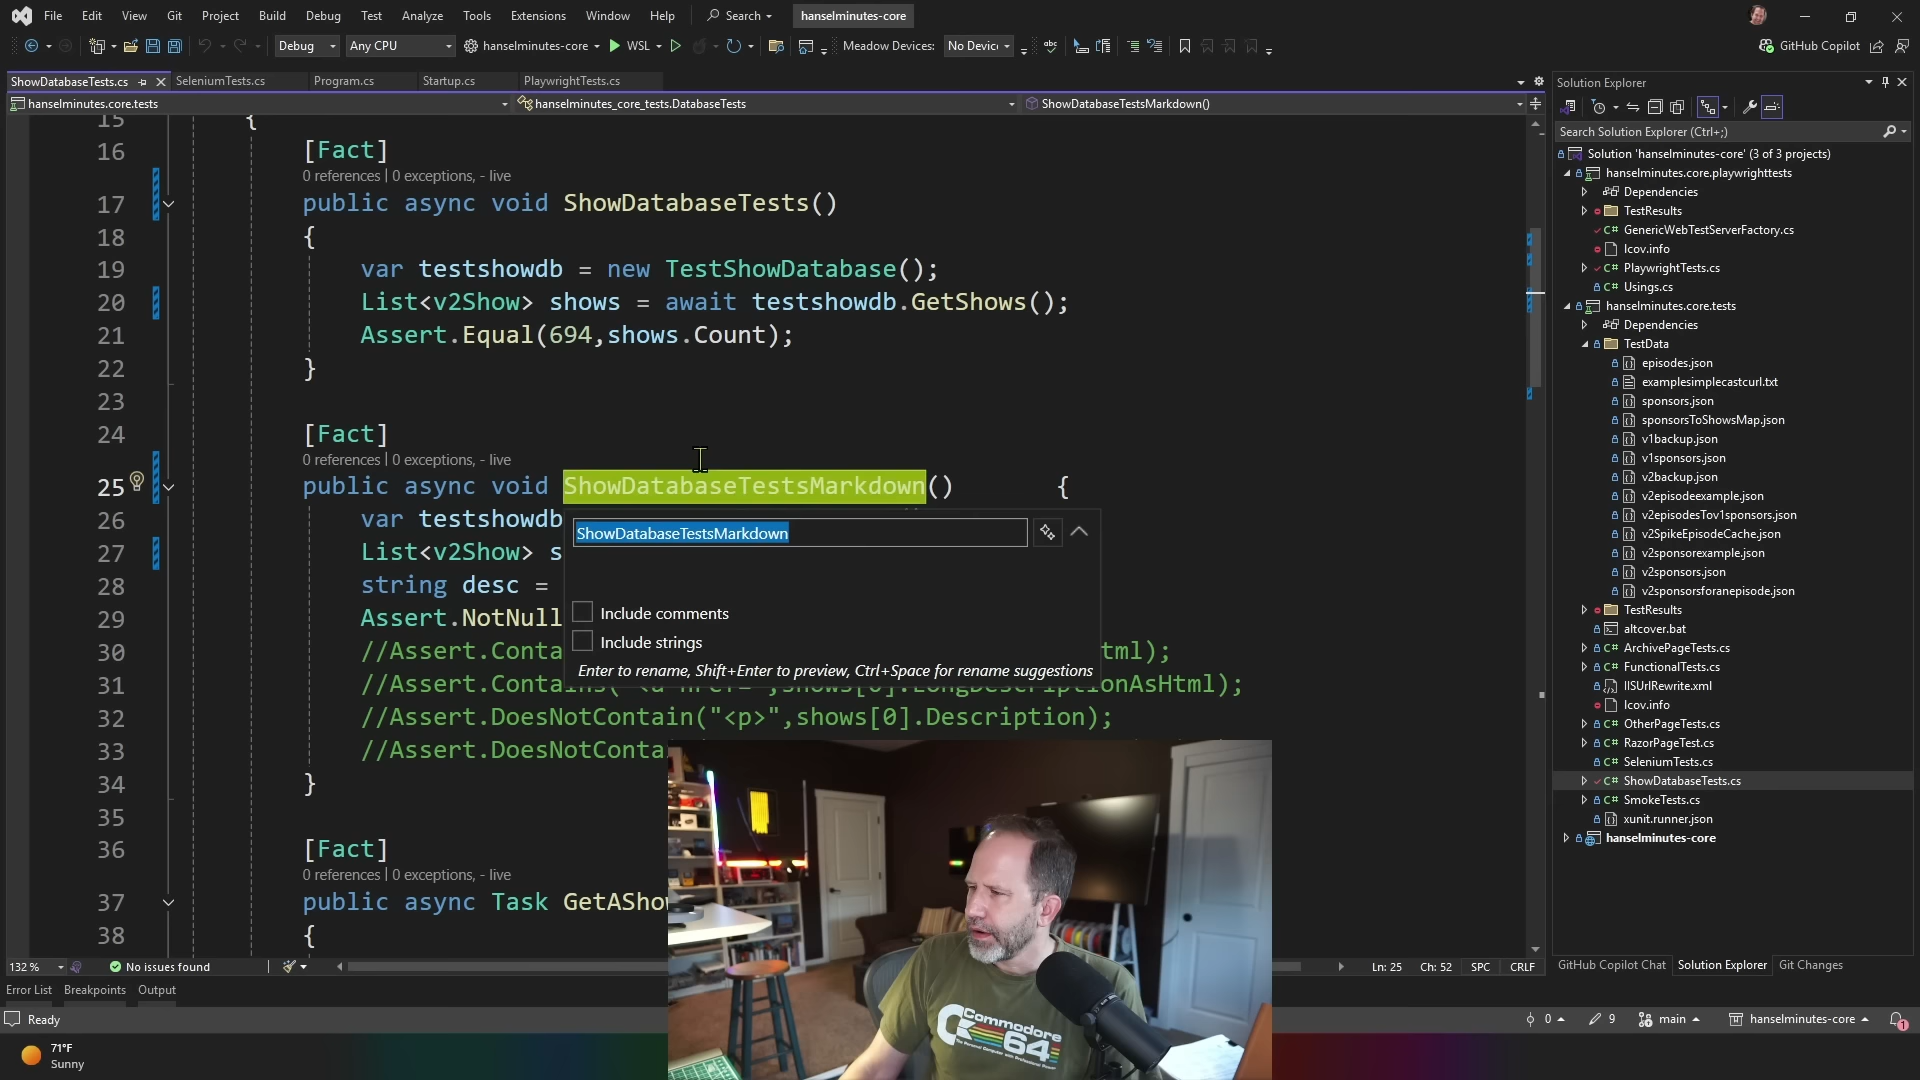 File Edit View Git Project Build Debug Test Analyze Tools Extensions Window Help Search hanselminutes-core
Debug Any CPU hanselminutes-core WSL Meadow Devices: No Devic GitHub Copilot
ShowDatabaseTests.cs SeleniumTests.cs Program.cs Startup.cs PlaywrightTests.cs
hanselminutes.core.tests hanselminutes_core_tests.DatabaseTests ShowDatabaseTestsMarkdown()
15 {
16 [Fact]
0 references | 0 exceptions, - live
17 public async void ShowDatabaseTests()
18 {
19 var testshowdb = new TestShowDatabase();
20 List<v2Show> shows = await testshowdb.GetShows();
21 Assert.Equal(694,shows.Count);
22 }
23
24 [Fact]
0 references | 0 exceptions, - live
25 public async void ShowDatabaseTestsMarkdown() {
26 var testshowdb
27 List<v2Show> s
28 string desc =
29 Assert.NotNull
30 //Assert.Conta tml);
31 //Assert.Contains("<a href=",shows[0].LongDescriptionAsHtml);
32 //Assert.DoesNotContain("<p>",shows[0].Description);
33 //Assert.DoesNotConta
34 }
35
36 [Fact]
0 references | 0 exceptions, - live
37 public async Task GetAShow
38 {
ShowDatabaseTestsMarkdown
Include comments
Include strings
Enter to rename, Shift+Enter to preview, Ctrl+Space for rename suggestions
Commodore
64
132 % No issues found Ln: 25 Ch: 52 SPC CRLF
Error List Breakpoints Output
Solution Explorer
Search Solution Explorer (Ctrl+;)
Solution 'hanselminutes-core' (3 of 3 projects)
hanselminutes.core.playwrighttests
Dependencies
TestResults
C# GenericWebTestServerFactory.cs
lcov.info
C# PlaywrightTests.cs
C# Usings.cs
hanselminutes.core.tests
Dependencies
TestData
episodes.json
examplesimplecastcurl.txt
sponsors.json
sponsorsToShowsMap.json
v1backup.json
v1sponsors.json
v2backup.json
v2episodeexample.json
v2episodesTov1sponsors.json
v2SpikeEpisodeCache.json
v2sponsorexample.json
v2sponsors.json
v2sponsorsforanepisode.json
TestResults
altcover.bat
C# ArchivePageTests.cs
C# FunctionalTests.cs
IISUrlRewrite.xml
lcov.info
C# OtherPageTests.cs
C# RazorPageTest.cs
C# SeleniumTests.cs
C# ShowDatabaseTests.cs
C# SmokeTests.cs
xunit.runner.json
hanselminutes-core
GitHub Copilot Chat Solution Explorer Git Changes
Ready 0 9 main hanselminutes-core 1
71°F
Sunny